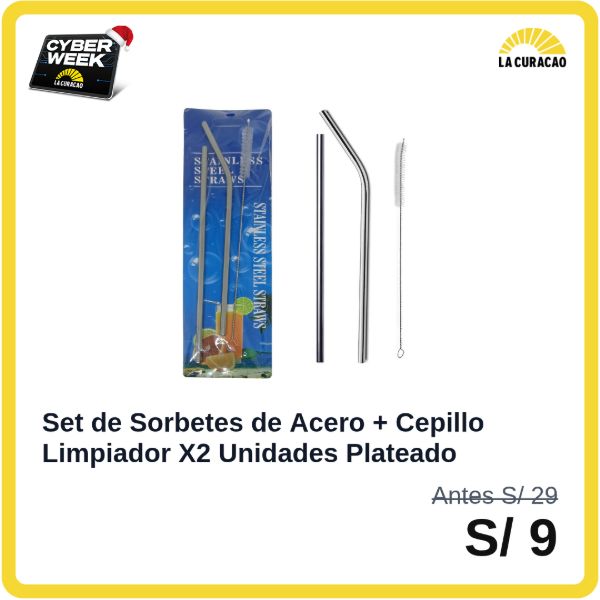 CYBER
WEEK
LA CURACAO
LA CURACAO
STAINLESS
STEEL
STRAWS
STAINLESS STEEL STRAWS
Set de Sorbetes de Acero + Cepillo
Limpiador X2 Unidades Plateado
Antes S/ 29
S/ 9